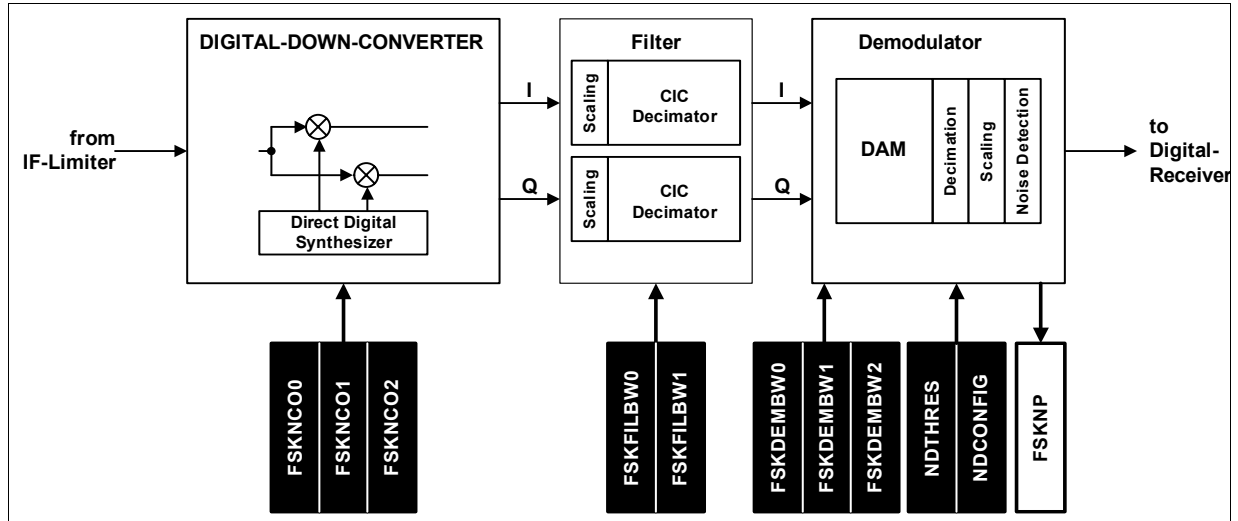 DIGITAL-DOWN-CONVERTER
Filter
Demodulator
from
IF-Limiter
Direct Digital
Synthesizer
I
Q
Scaling
CIC
Decimator
Scaling
CIC
Decimator
I
Q
DAM
Decimation
Scaling
Noise Detection
to
Digital-
Receiver
FSKNCO0
FSKNCO1
FSKNCO2
FSKFILBW0
FSKFILBW1
FSKDEMBW0
FSKDEMBW1
FSKDEMBW2
NDTHRES
NDCONFIG
FSKNP